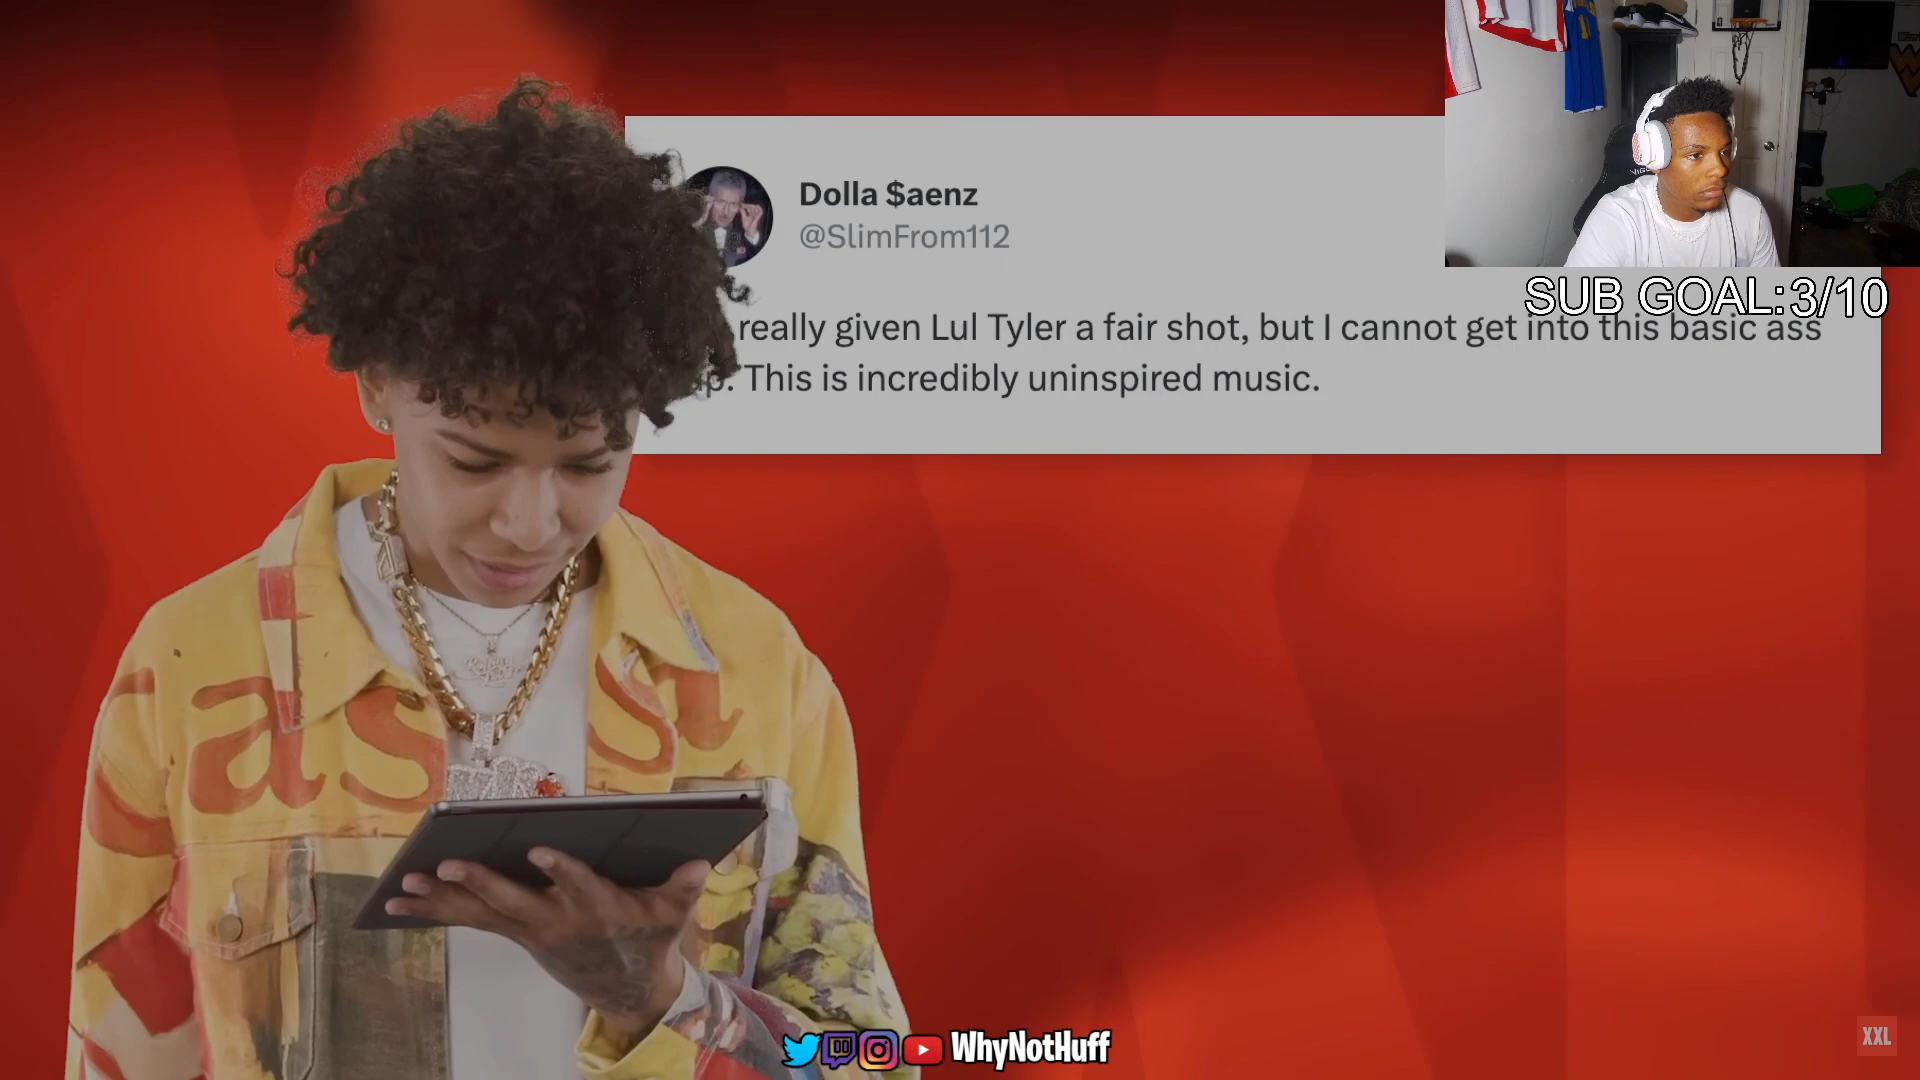 Dolla $aenz
@SlimFrom112
SUB GOAL:3/10
really given Lul Tyler a fair shot, but I cannot get into this basic ass
This is incredibly uninspired music.
as
WhyNotHuff
XXL